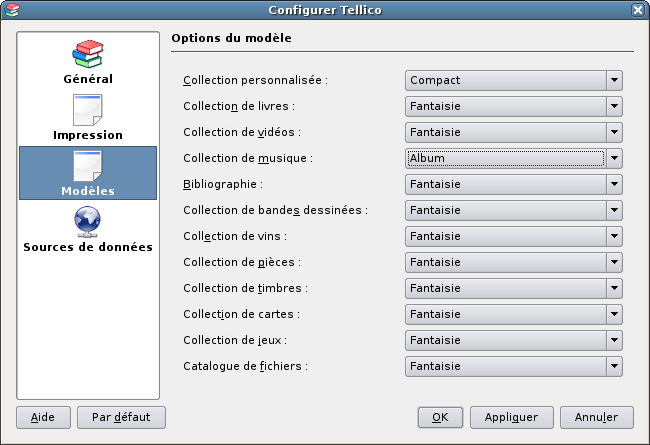 Configurer Tellico
Général
Impression
Modèles
Sources de données
Options du modèle
Collection personnalisée : Compact
Collection de livres : Fantaisie
Collection de vidéos : Fantaisie
Collection de musique : Album
Bibliographie : Fantaisie
Collection de bandes dessinées : Fantaisie
Collection de vins : Fantaisie
Collection de pièces : Fantaisie
Collection de timbres : Fantaisie
Collection de cartes : Fantaisie
Collection de jeux : Fantaisie
Catalogue de fichiers : Fantaisie
Aide Par défaut OK Appliquer Annuler